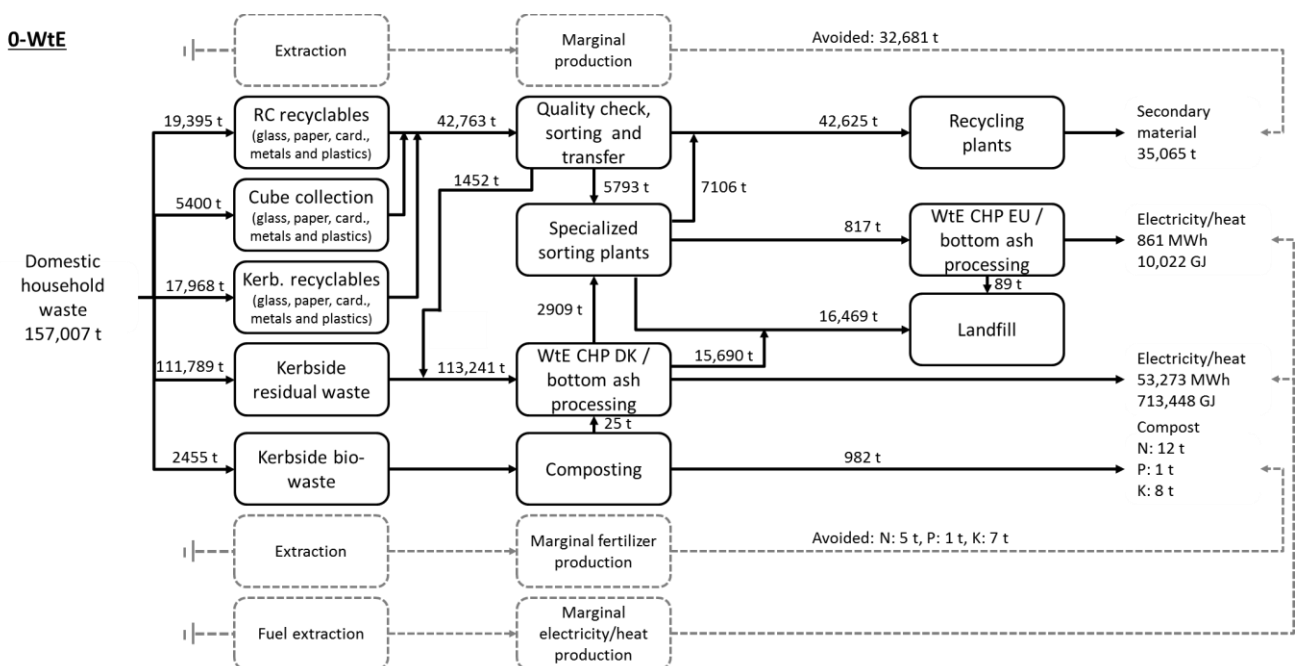 0-WtE
Extraction
Marginal
production
Avoided: 32,681 t
19,395 t
RC recyclables
(glass, paper, card.,
metals and plastics)
42,763 t
Quality check,
sorting and
transfer
42,625 t
Recycling
plants
Secondary
material
35,065 t
1452 t
5793 t
7106 t
5400 t
Cube collection
(glass, paper, card.,
metals and plastics)
Specialized
sorting plants
817 t
WtE CHP EU /
bottom ash
processing
Electricity/heat
861 MWh
10,022 GJ
Domestic
household
waste
157,007 t
17,968 t
Kerb. recyclables
(glass, paper, card.,
metals and plastics)
89 t
2909 t
16,469 t
Landfill
111,789 t
Kerbside
residual waste
113,241 t
WtE CHP DK /
bottom ash
processing
15,690 t
Electricity/heat
53,273 MWh
713,448 GJ
25 t
2455 t
Kerbside bio-
waste
Composting
982 t
Compost
N: 12 t
P: 1 t
K: 8 t
Extraction
Marginal fertilizer
production
Avoided: N: 5 t, P: 1 t, K: 7 t
Fuel extraction
Marginal
electricity/heat
production